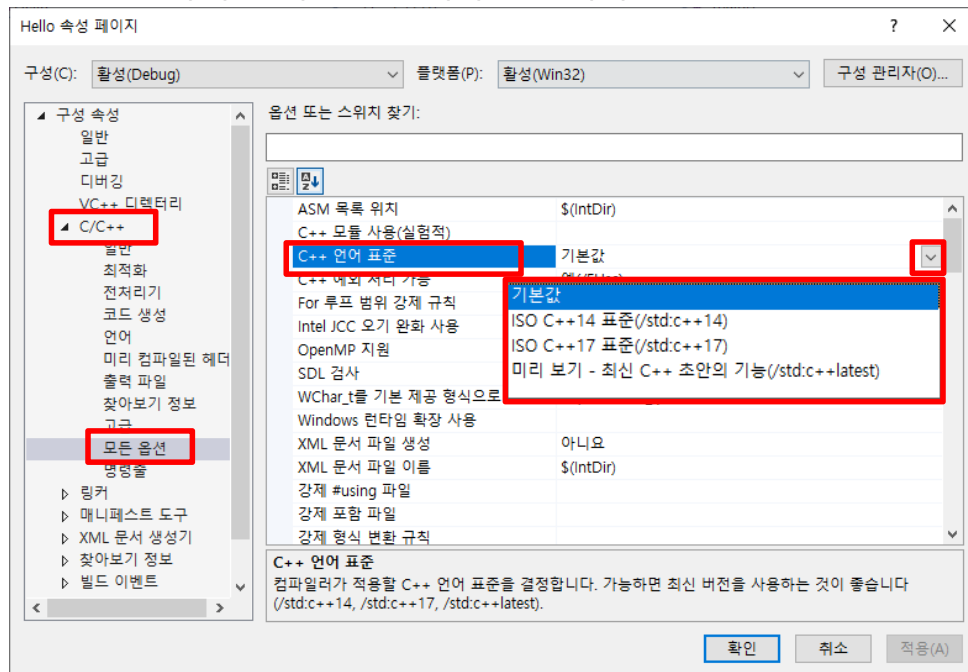 Hello 속성 페이지
? ×
구성(C): 활성(Debug) 플랫폼(P): 활성(Win32) 구성 관리자(O)...
구성 속성
일반
고급
디버깅
VC++ 디렉터리
C/C++
일반
최적화
전처리기
코드 생성
언어
미리 컴파일된 헤더
출력 파일
찾아보기 정보
고급
모든 옵션
명령줄
링커
매니페스트 도구
XML 문서 생성기
찾아보기 정보
빌드 이벤트
옵션 또는 스위치 찾기:
ASM 목록 위치 $(IntDir)
C++ 모듈 사용(실험적)
C++ 언어 표준 기본값
C++ 예외 처리 가능
For 루프 범위 강제 규칙
Intel JCC 오기 완화 사용
OpenMP 지원
SDL 검사
WChar_t를 기본 제공 형식으로
Windows 런타임 확장 사용
XML 문서 파일 생성 아니요
XML 문서 파일 이름 $(IntDir)
강제 #using 파일
강제 포함 파일
강제 형식 변환 규칙
기본값
ISO C++14 표준(/std:c++14)
ISO C++17 표준(/std:c++17)
미리 보기 - 최신 C++ 초안의 기능(/std:c++latest)
C++ 언어 표준
컴파일러가 적용할 C++ 언어 표준을 결정합니다. 가능하면 최신 버전을 사용하는 것이 좋습니다
(/std:c++14, /std:c++17, /std:c++latest).
확인 취소 적용(A)